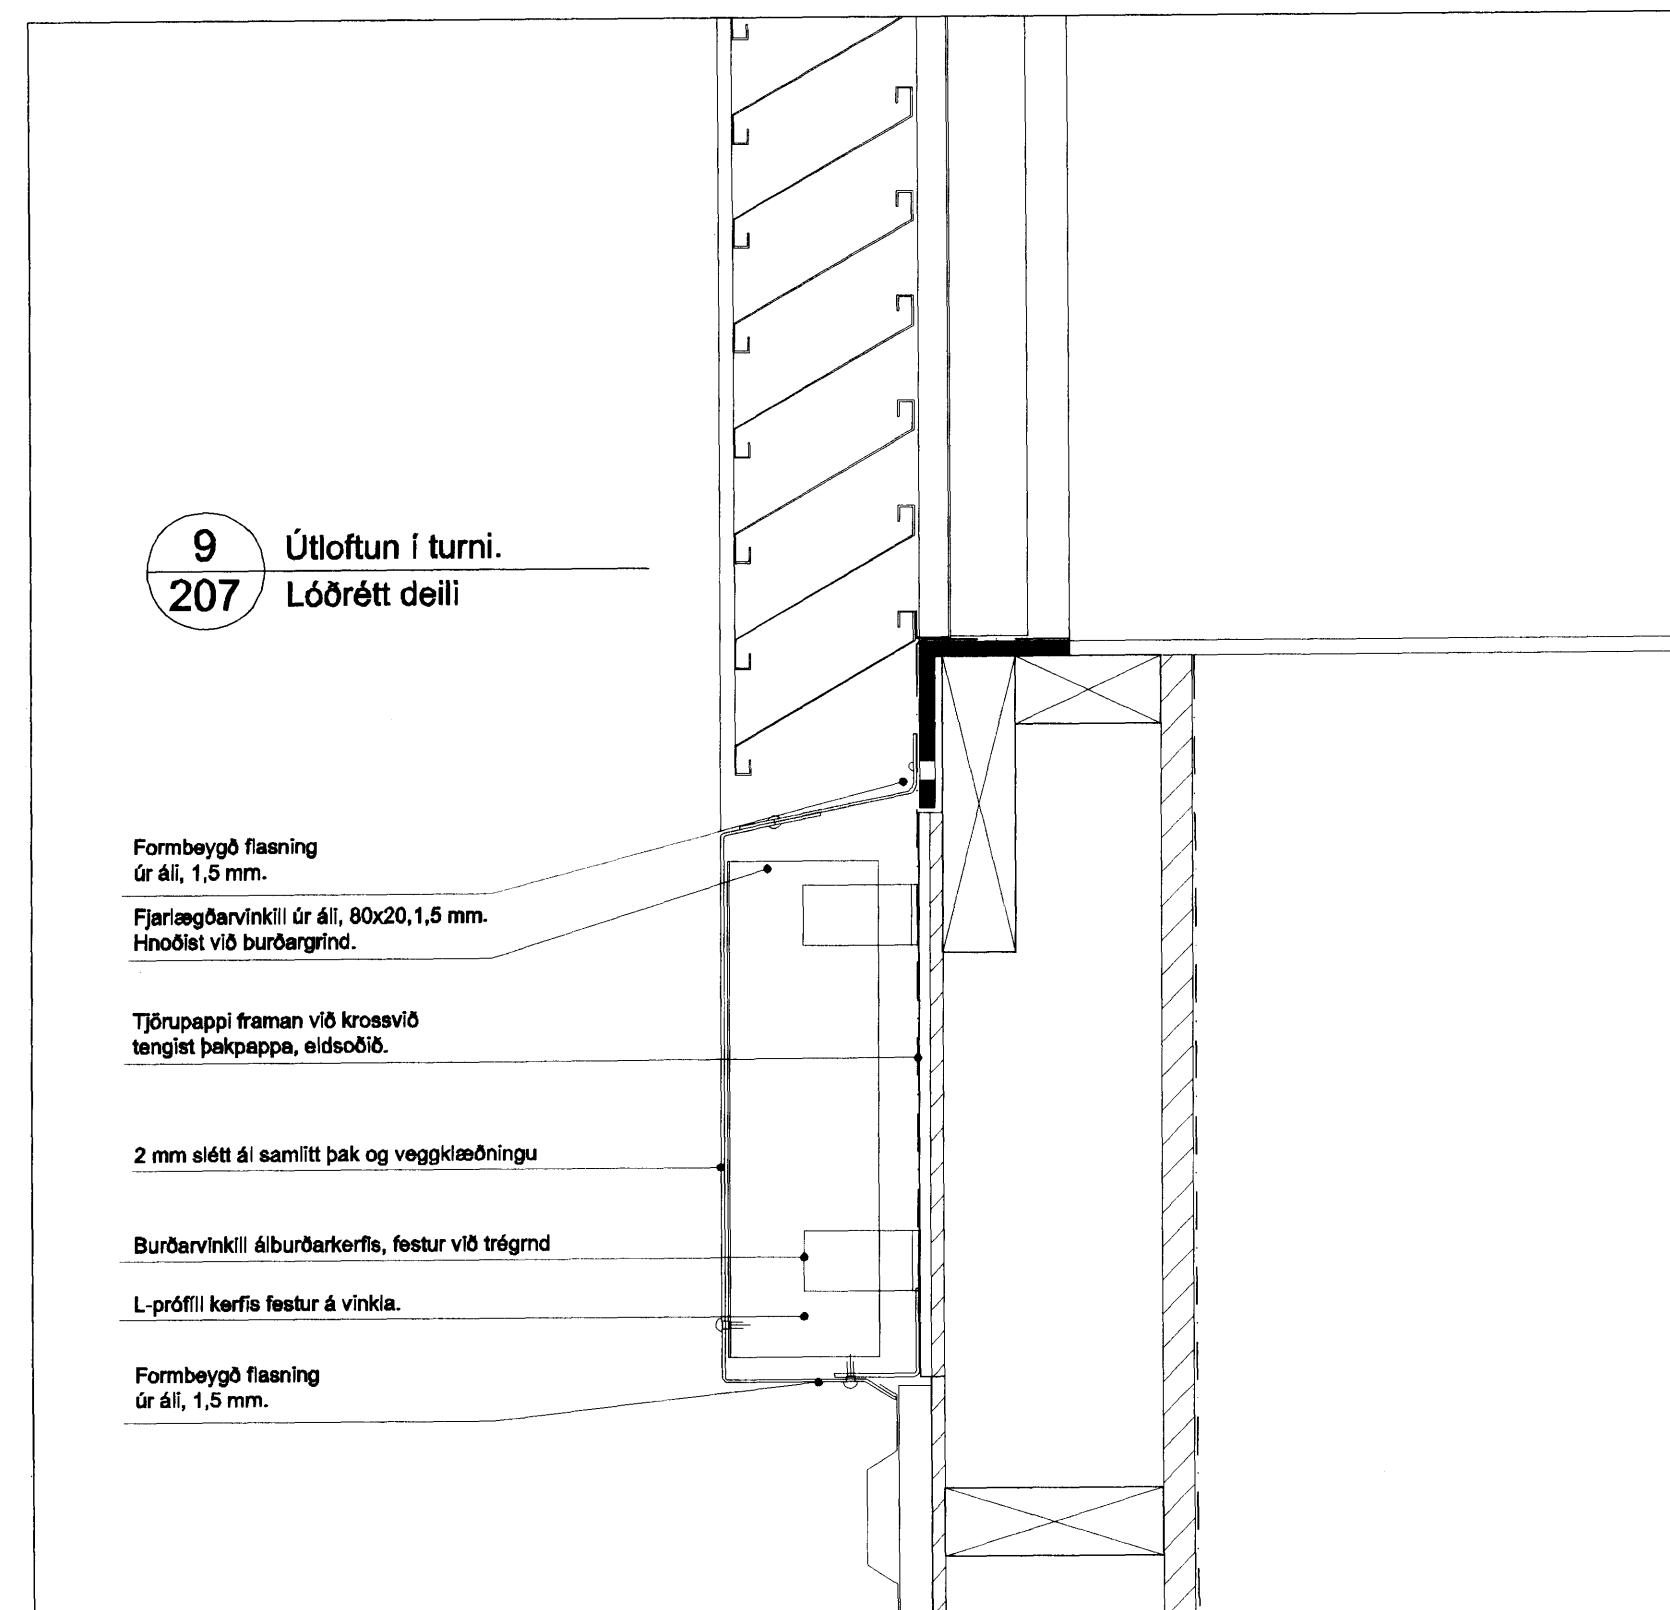 9
207
Útloftun í turni.
Lóðrétt deili
Formbeygð flasning
úr áli, 1,5 mm.
Fjarlægðarvinkill úr áli, 80x20,1,5 mm.
Hnoðist við burðargrind.
Tjörupappi framan við krossvið
tengist þakpappa, eldsoðið.
2 mm slétt ál samlitt þak og veggklæðningu
Burðarvinkill álburðarkerfis, festur við trégrnd
L-prófíll kerfis festur á vinkla.
Formbeygð flasning
úr áli, 1,5 mm.